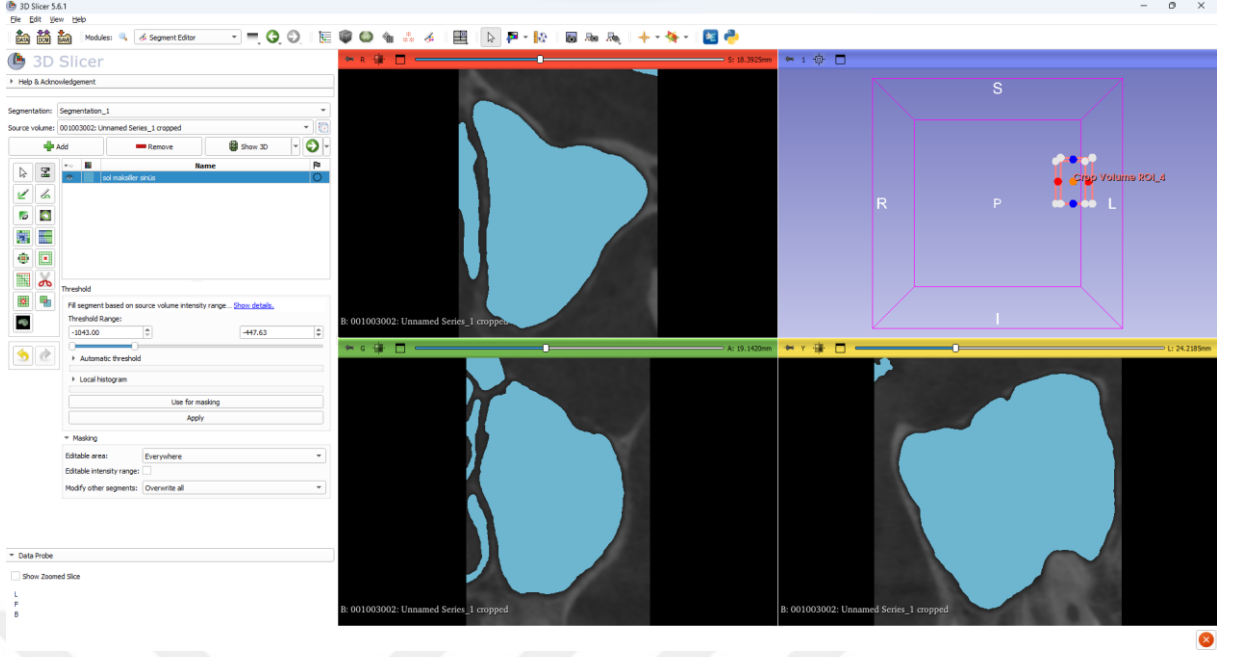 3D Slicer 5.6.1
File Edit View Help
DATA DCM SAVE Modules: Segment Editor
3D Slicer
Help & Acknowledgement
Segmentation: Segmentation_1
Source volume: 001003002: Unnamed Series_1 cropped
Add Remove Show 3D
Name
sol maksiller sinüs
Threshold
Fill segment based on source volume intensity range... Show details.
Threshold Range:
-1043.00 -447.63
Automatic threshold
Local histogram
Use for masking
Apply
Masking
Editable area: Everywhere
Editable intensity range:
Modify other segments: Overwrite all
Data Probe
Show Zoomed Slice
L
F
B
R S: 18.3925mm
B: 001003002: Unnamed Series_1 cropped
1
S
Crop Volume ROI_4
R P L
I
G A: 19.1420mm
B: 001003002: Unnamed Series_1 cropped
Y L: 24.2185mm
B: 001003002: Unnamed Series_1 cropped